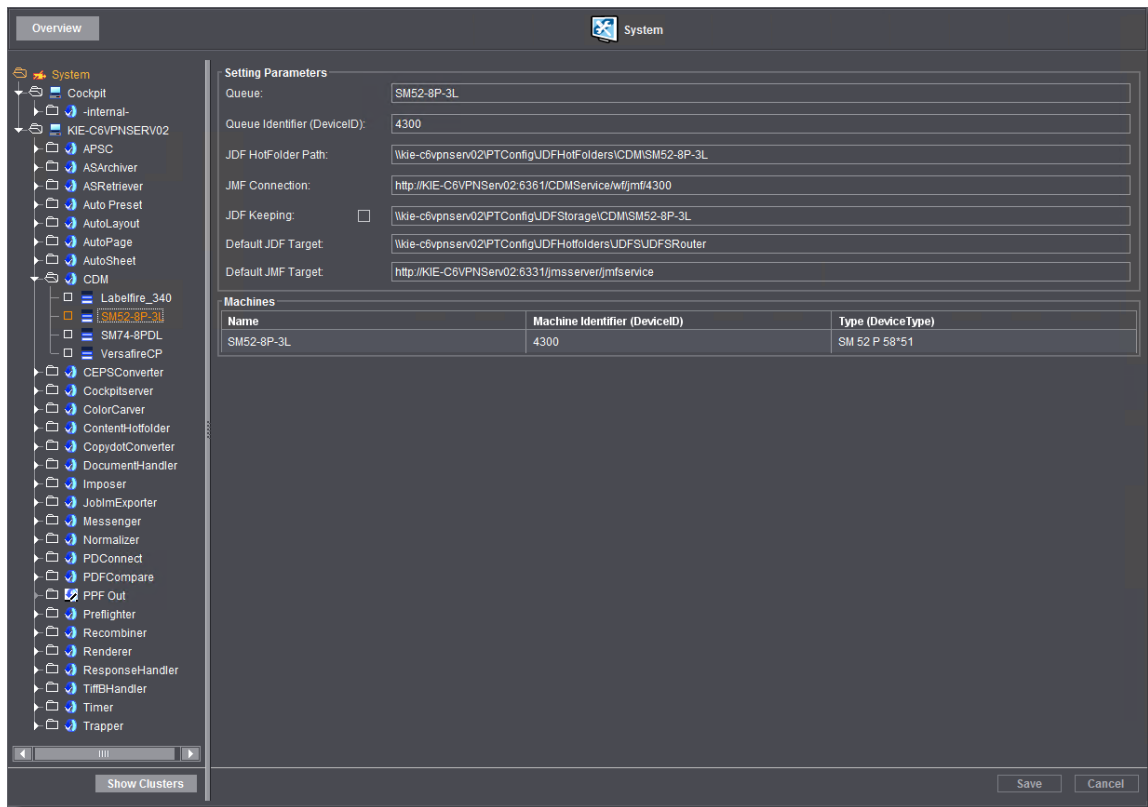 Overview
System
System
Cockpit
-internal-
KIE-C6VPNSERV02
APSC
ASArchiver
ASRetriever
Auto Preset
AutoLayout
AutoPage
AutoSheet
CDM
Labelfire_340
SM52-8P-3L
SM74-8PDL
VersafireCP
CEPSConverter
Cockpitserver
ColorCarver
ContentHotfolder
CopydotConverter
DocumentHandler
Imposer
JobImExporter
Messenger
Normalizer
PDConnect
PDFCompare
PPF Out
Preflighter
Recombiner
Renderer
ResponseHandler
TiffBHandler
Timer
Trapper
Show Clusters
Setting Parameters
Queue: SM52-8P-3L
Queue Identifier (DeviceID): 4300
JDF HotFolder Path: \\kie-c6vpnserv02\PTConfig\JDFHotFolders\CDM\SM52-8P-3L
JMF Connection: http://KIE-C6VPNServ02:6361/CDMService/wf/jmf/4300
JDF Keeping: \\kie-c6vpnserv02\PTConfig\JDFStorage\CDM\SM52-8P-3L
Default JDF Target: \\kie-c6vpnserv02\PTConfig\JDFHotfolders\JDFS\JDFSRouter
Default JMF Target: http://KIE-C6VPNServ02:6331/jmsserver/jmfservice
Machines
Name Machine Identifier (DeviceID) Type (DeviceType)
SM52-8P-3L 4300 SM 52 P 58*51
Save Cancel